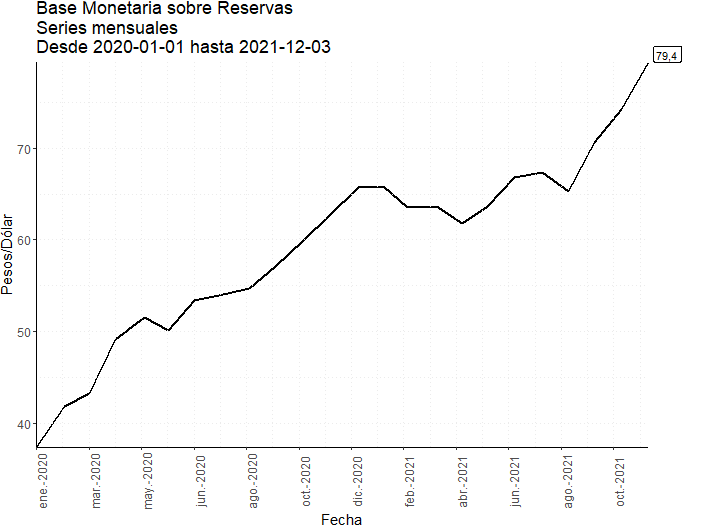 Base Monetaria sobre Reservas
Series mensuales
Desde 2020-01-01 hasta 2021-12-03
79,4
70
60
50
40
Pesos/Dólar
ene.-2020
mar.-2020
may.-2020
jun.-2020
ago.-2020
oct.-2020
dic.-2020
feb.-2021
abr.-2021
jun.-2021
ago.-2021
oct.-2021
Fecha